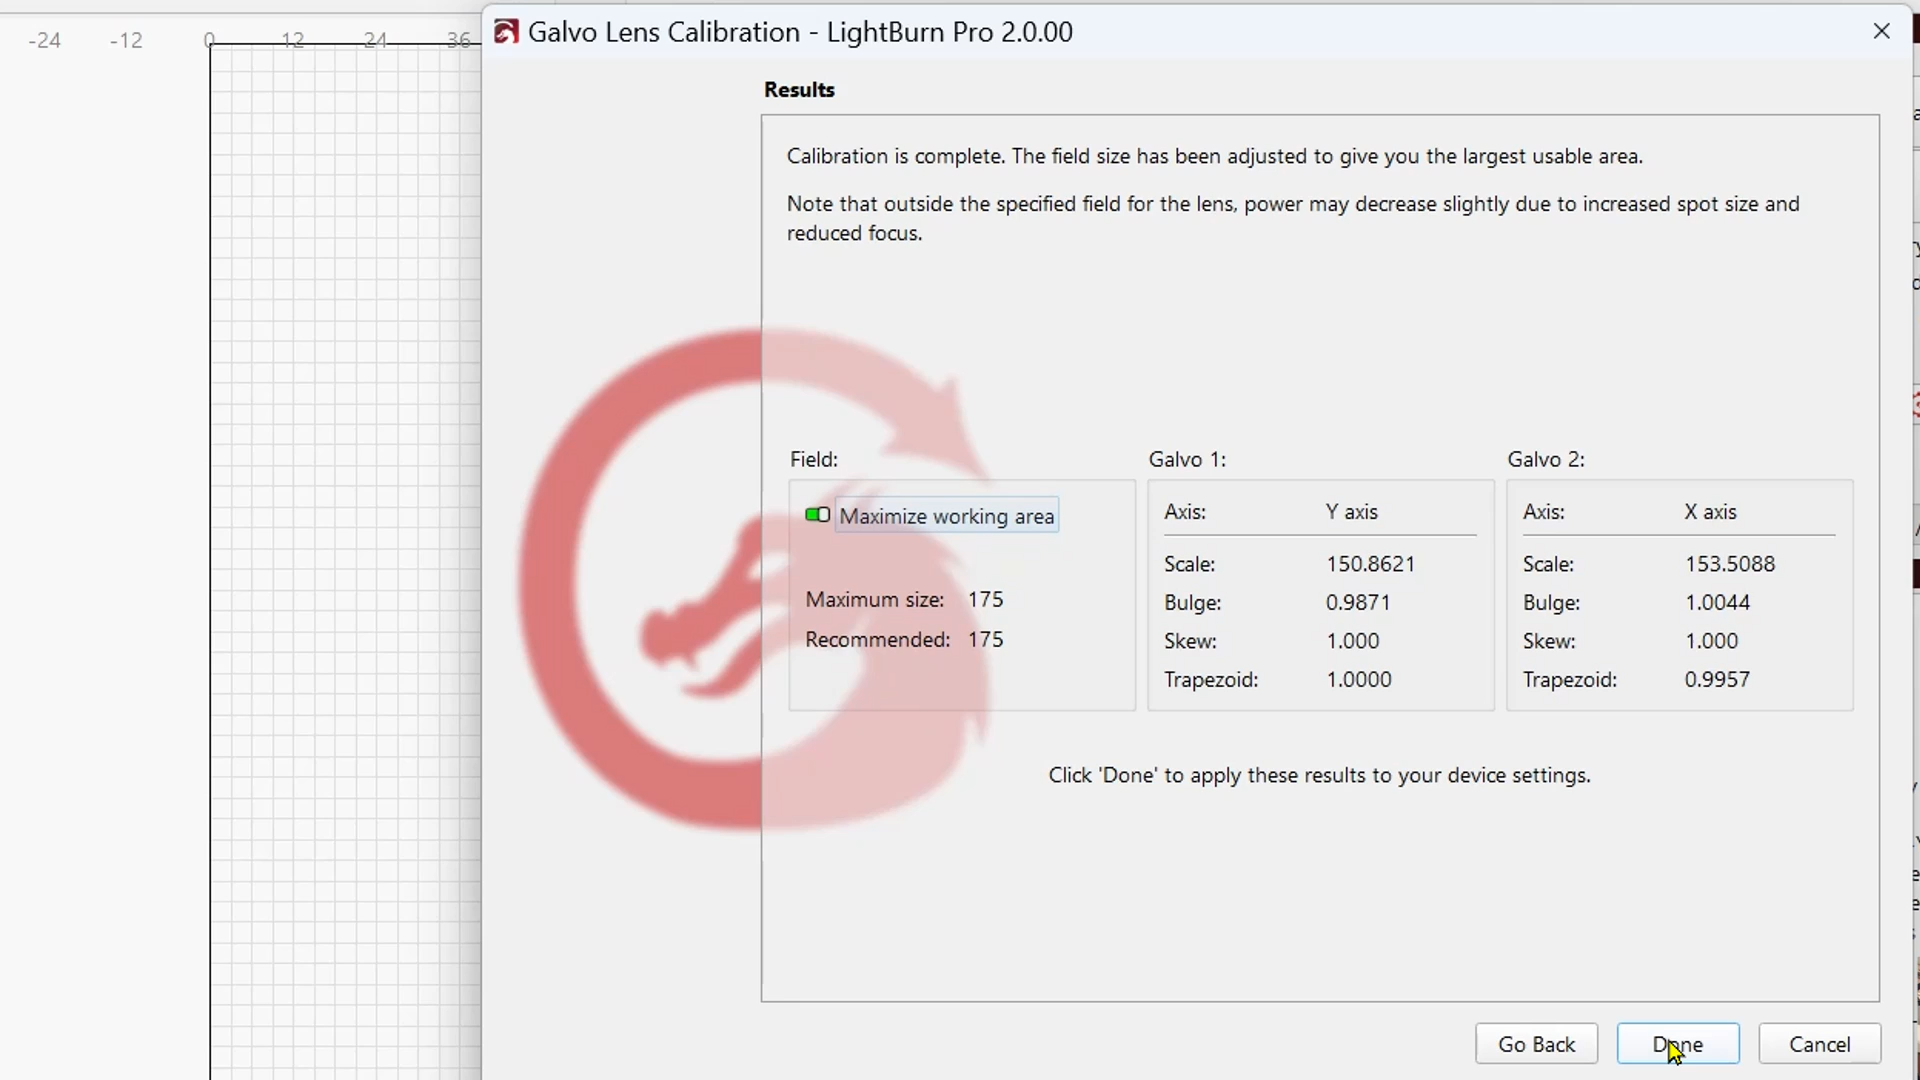 -24 -12 0 12 24 36
Galvo Lens Calibration - LightBurn Pro 2.0.00
Results
Calibration is complete. The field size has been adjusted to give you the largest usable area.
Note that outside the specified field for the lens, power may decrease slightly due to increased spot size and
reduced focus.
Field:
Maximize working area
Maximum size: 175
Recommended: 175
Galvo 1:
Axis: Y axis
Scale: 150.8621
Bulge: 0.9871
Skew: 1.000
Trapezoid: 1.0000
Galvo 2:
Axis: X axis
Scale: 153.5088
Bulge: 1.0044
Skew: 1.000
Trapezoid: 0.9957
Click 'Done' to apply these results to your device settings.
Go Back
Done
Cancel